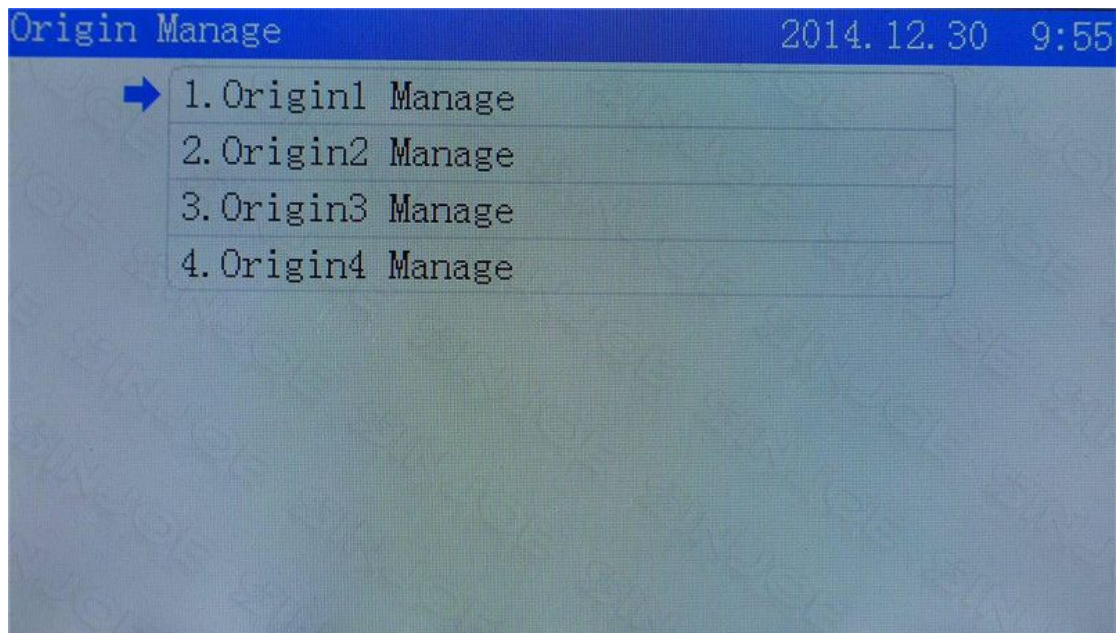 Origin Manage 2014.12.30 9:55
1.Origin1 Manage
2.Origin2 Manage
3.Origin3 Manage
4.Origin4 Manage